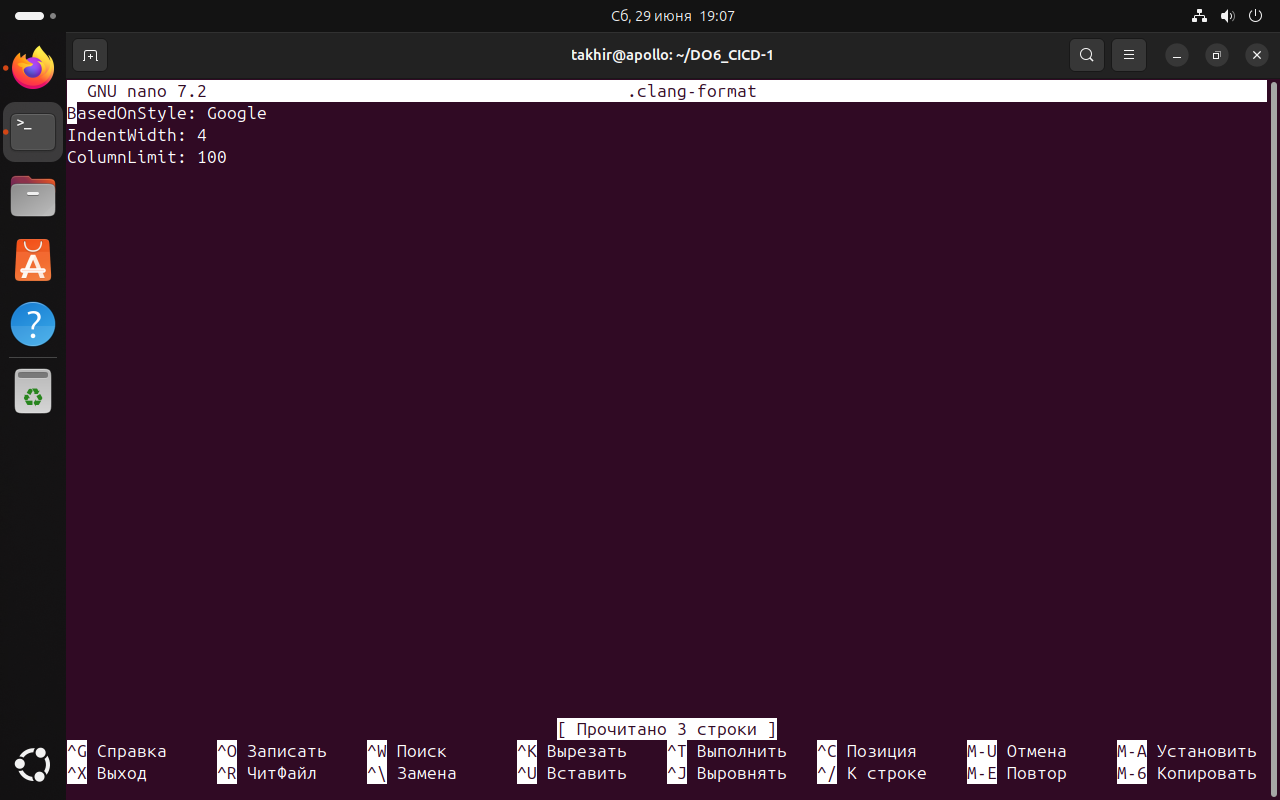 Сб, 29 июня 19:07
takhir@apollo: ~/DO6_CICD-1
GNU nano 7.2 .clang-format
BasedOnStyle: Google
IndentWidth: 4
ColumnLimit: 100
[ Прочитано 3 строки ]
^G Справка ^O Записать ^W Поиск ^K Вырезать ^T Выполнить ^C Позиция M-U Отмена M-A Установить
^X Выход ^R ЧитФайл ^\ Замена ^U Вставить ^J Выровнять ^/ К строке M-E Повтор M-6 Копировать